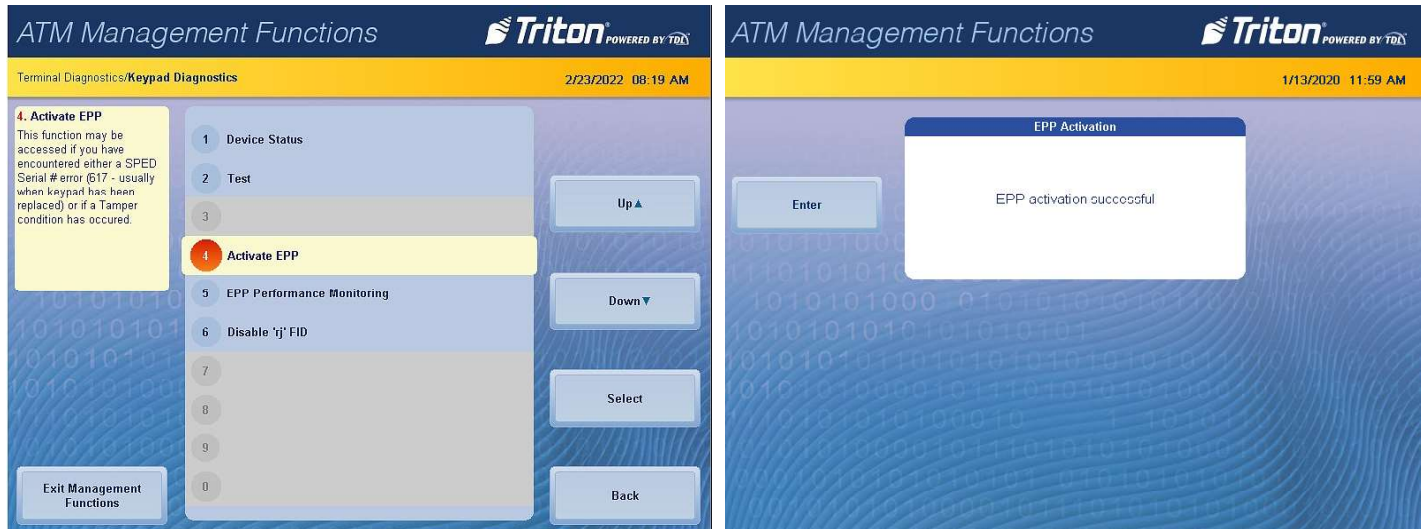 ATM Management Functions
Triton POWERED BY TDL
Terminal Diagnostics/Keypad Diagnostics
2/23/2022 08:19 AM
4. Activate EPP
This function may be
accessed if you have
encountered either a SPED
Serial # error (617 - usually
when keypad has been
replaced) or if a Tamper
condition has occured.
1 Device Status
2 Test
3
4 Activate EPP
5 EPP Performance Monitoring
6 Disable 'rj' FID
7
8
9
0
Up▲
Down▼
Select
Back
Exit Management
Functions
ATM Management Functions
Triton POWERED BY TDL
1/13/2020 11:59 AM
EPP Activation
EPP activation successful
Enter